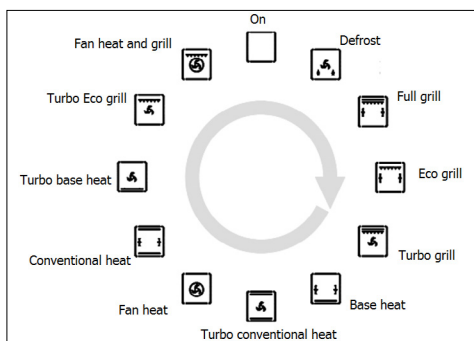 On
Fan heat and grill
Defrost
Turbo Eco grill
Full grill
Turbo base heat
Eco grill
Conventional heat
Turbo grill
Fan heat
Base heat
Turbo conventional heat